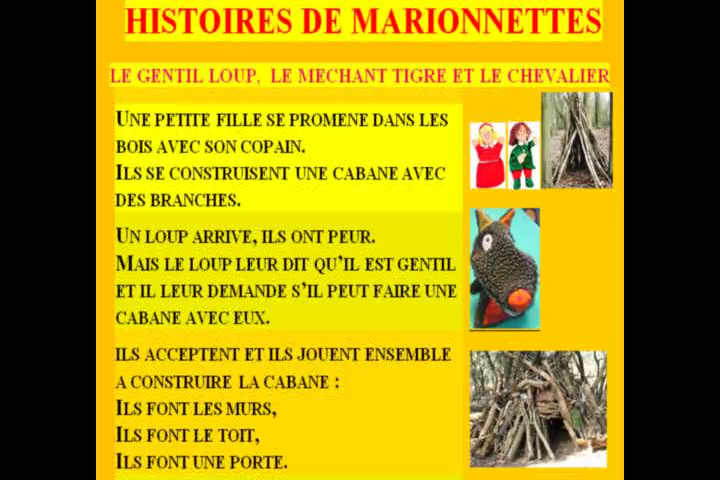 HISTOIRES DE MARIONNETTES
LE GENTIL LOUP, LE MECHANT TIGRE ET LE CHEVALIER
UNE PETITE FILLE SE PROMENE DANS LES
BOIS AVEC SON COPAIN.
ILS SE CONSTRUISENT UNE CABANE AVEC
DES BRANCHES.
UN LOUP ARRIVE, ILS ONT PEUR.
MAIS LE LOUP LEUR DIT QU’IL EST GENTIL
ET IL LEUR DEMANDE S’IL PEUT FAIRE UNE
CABANE AVEC EUX.
ILS ACCEPTENT ET ILS JOUENT ENSEMBLE
A CONSTRUIRE LA CABANE :
ILS FONT LES MURS,
ILS FONT LE TOIT,
ILS FONT UNE PORTE.